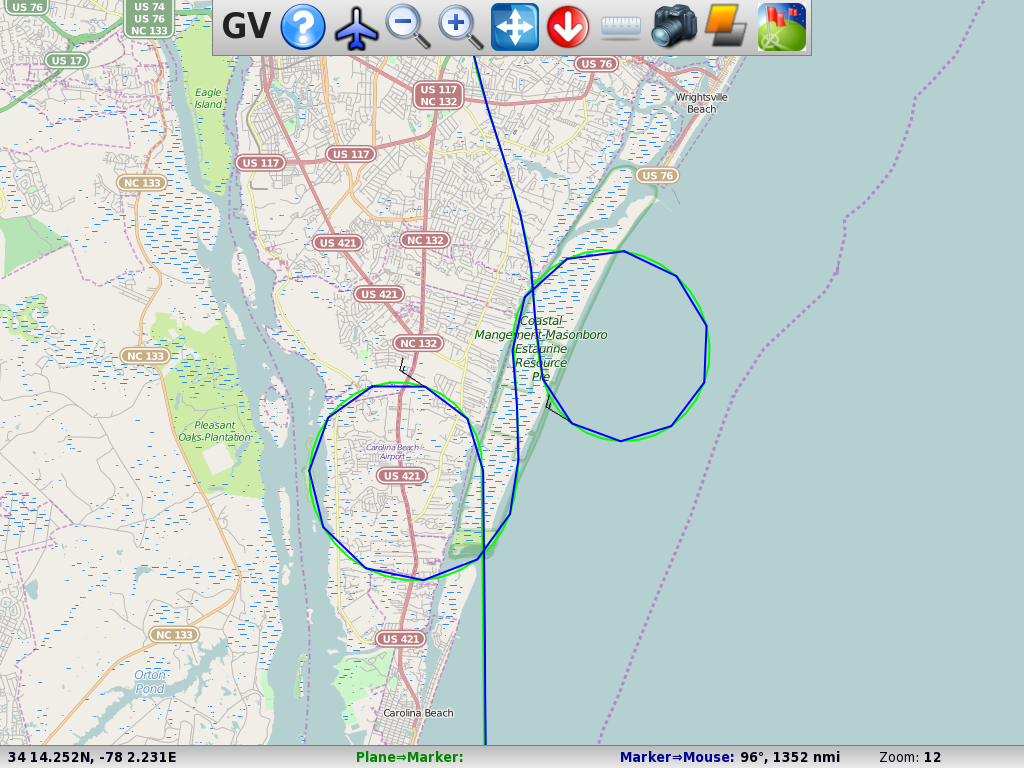 US 76
US 74
US 76
NC 133
GV
US 17
US 76
Eagle
Island
US 117
NC 132
Wrightsville
Beach
US 117
US 117
NC 133
US 76
US 421
NC 132
US 421
Coastal
Mangement-Masonboro
Estaurine
Resource
Pre
NC 132
NC 133
Pleasant
Oaks Plantation
Carolina Beach
Airport
US 421
NC 133
US 421
Orton
Pond
Carolina Beach
34 14.252N, -78 2.231E
Plane⇒Marker:
Marker⇒Mouse: 96°, 1352 nmi
Zoom: 12